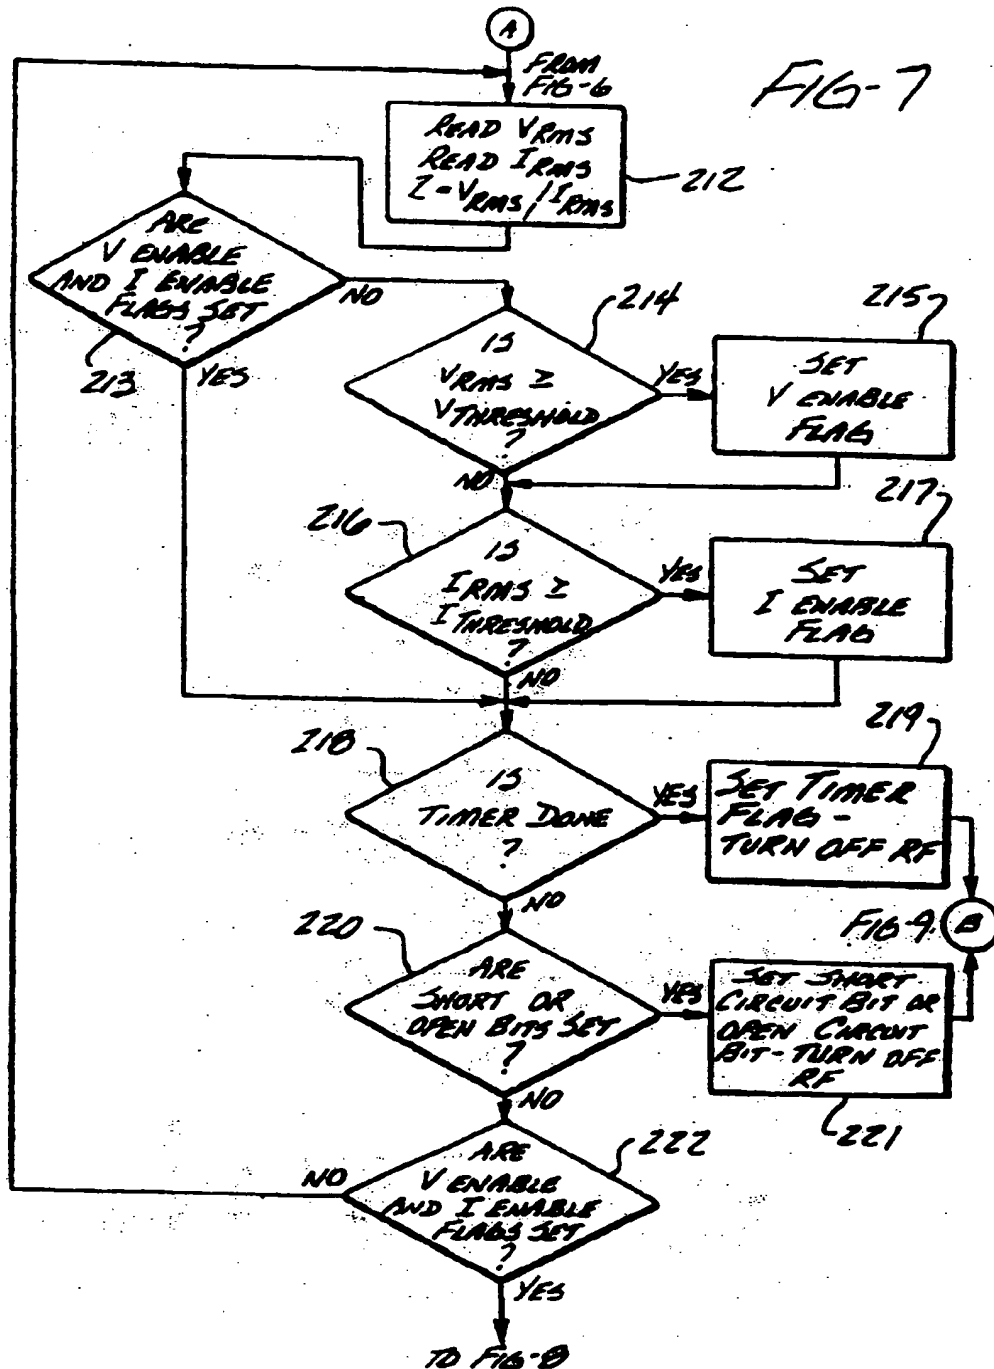 A
FROM
FIG-6
FIG-7
READ VRMS
READ IRMS
Z = VRMS / IRMS
212
ARE
V ENABLE
AND I ENABLE
FLAGS SET
?
213
NO
YES
IS
VRMS ≥
VTHRESHOLD
?
214
YES
NO
SET
V ENABLE
FLAG
215
IS
IRMS ≥
ITHRESHOLD
?
216
YES
NO
SET
I ENABLE
FLAG
217
IS
TIMER DONE
?
218
YES
NO
SET TIMER
FLAG -
TURN OFF RF
219
FIG-9
B
ARE
SHORT OR
OPEN BITS SET
?
220
YES
NO
SET SHORT
CIRCUIT BIT OR
OPEN CIRCUIT
BIT - TURN OFF
RF
221
ARE
V ENABLE
AND I ENABLE
FLAGS SET
?
222
NO
YES
TO FIG-8